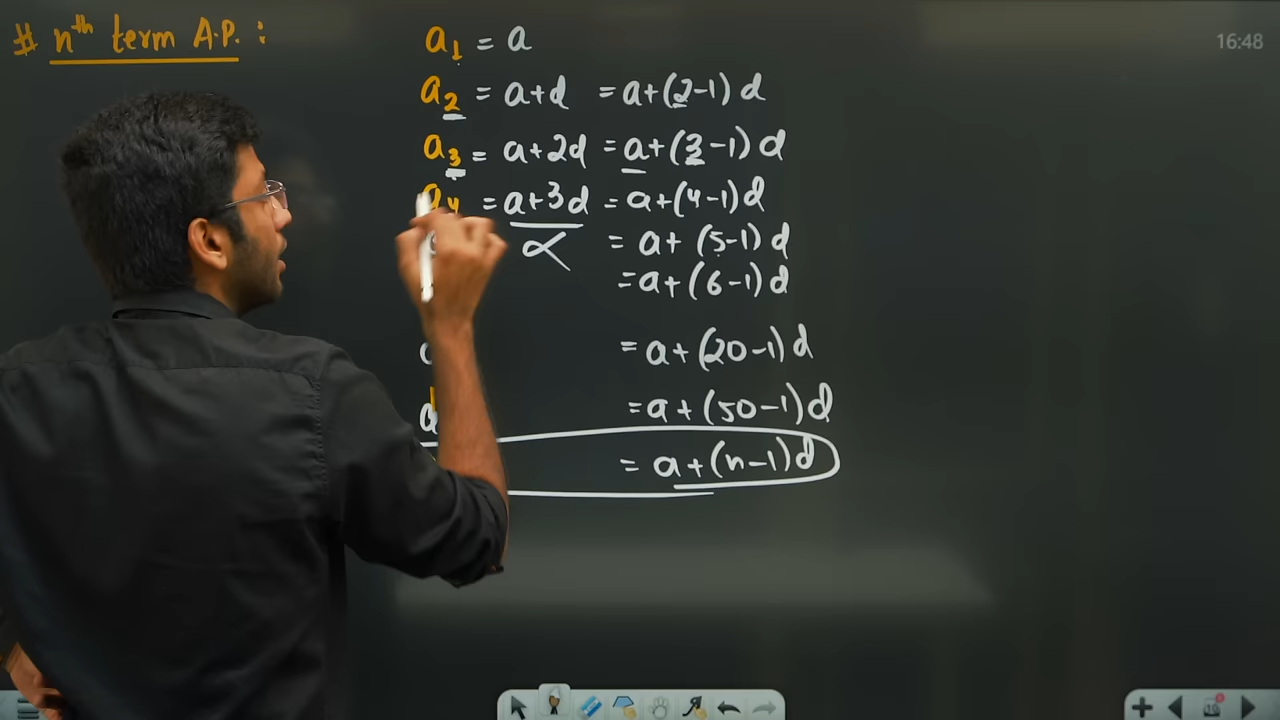 # nth term A.P. :
16:48
a₁ = a
a₂ = a+d = a+(2-1)d
a₃ = a+2d = a+(3-1)d
a₄ = a+3d = a+(4-1)d
= a+(5-1)d
= a+(6-1)d
a = a+(20-1)d
a = a+(50-1)d
= a+(n-1)d